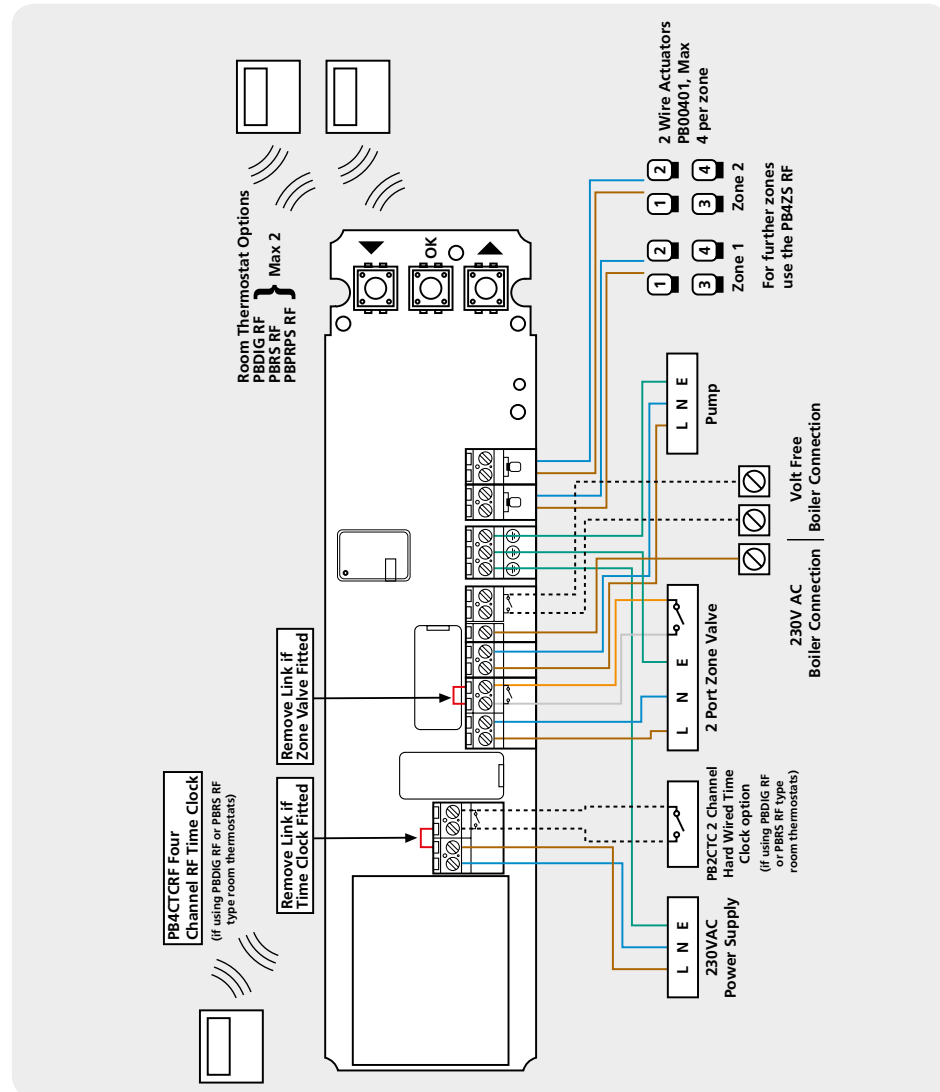 PB4CTCRF Four
Channel RF Time Clock
(if using PBDIG RF or PBRS RF
type room thermostats)
Remove Link if
Time Clock Fitted
Remove Link if
Zone Valve Fitted
Room Thermostat Options
PBDIG RF
PBRS RF
PBPRPS RF
} Max 2
OK
L N E
230VAC
Power Supply
PB2CTC 2 Channel
Hard Wired Time
Clock option
(if using PBDIG RF
or PBRS RF type
room thermostats)
L N E
2 Port Zone Valve
230V AC
Boiler Connection
Volt Free
Boiler Connection
L N E
Pump
1 2
3 4
Zone 1
1 2
3 4
Zone 2
2 Wire Actuators
PB00401, Max
4 per zone
For further zones
use the PB4ZS RF